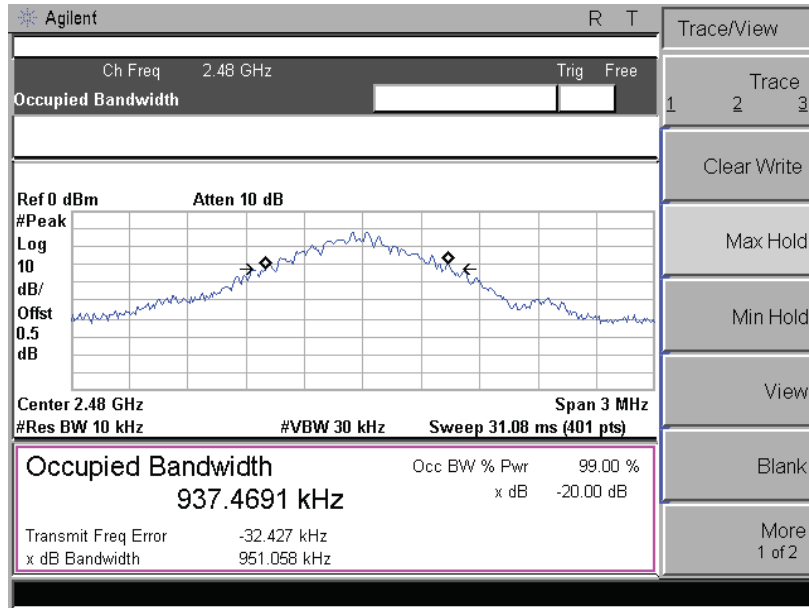 Agilent R T
Ch Freq 2.48 GHz Trig Free
Occupied Bandwidth
Ref 0 dBm Atten 10 dB
#Peak
Log
10
dB/
Offst
0.5
dB
Center 2.48 GHz Span 3 MHz
#Res BW 10 kHz #VBW 30 kHz Sweep 31.08 ms (401 pts)
Occupied Bandwidth Occ BW % Pwr 99.00 %
937.4691 kHz x dB -20.00 dB
Transmit Freq Error -32.427 kHz
x dB Bandwidth 951.058 kHz
Trace/View
Trace
1 2 3
Clear Write
Max Hold
Min Hold
View
Blank
More
1 of 2